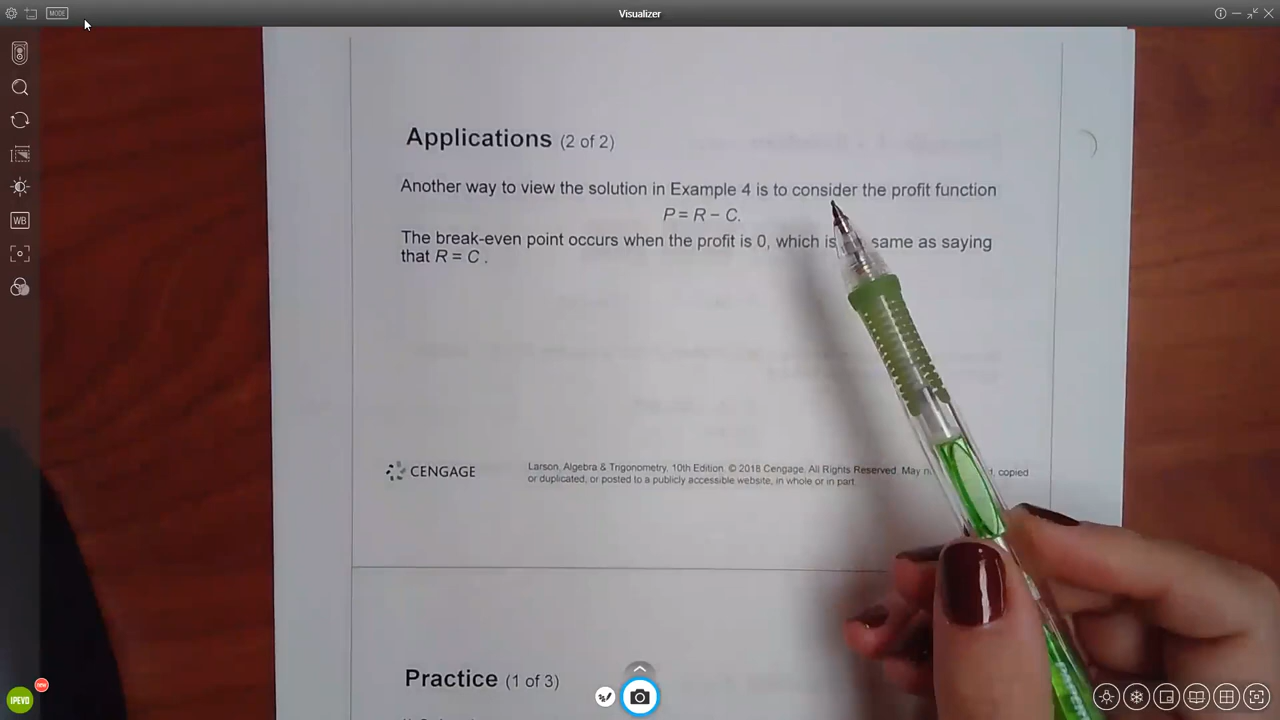 MODE
Visualizer
WB
Applications (2 of 2)
Another way to view the solution in Example 4 is to consider the profit function
P = R − C.
The break-even point occurs when the profit is 0, which is same as saying
that R = C .
CENGAGE
Larson, Algebra & Trigonometry, 10th Edition. © 2018 Cengage. All Rights Reserved. May copied
or duplicated, or posted to a publicly accessible website, in whole or in part.
Practice (1 of 3)
new
IPEVO